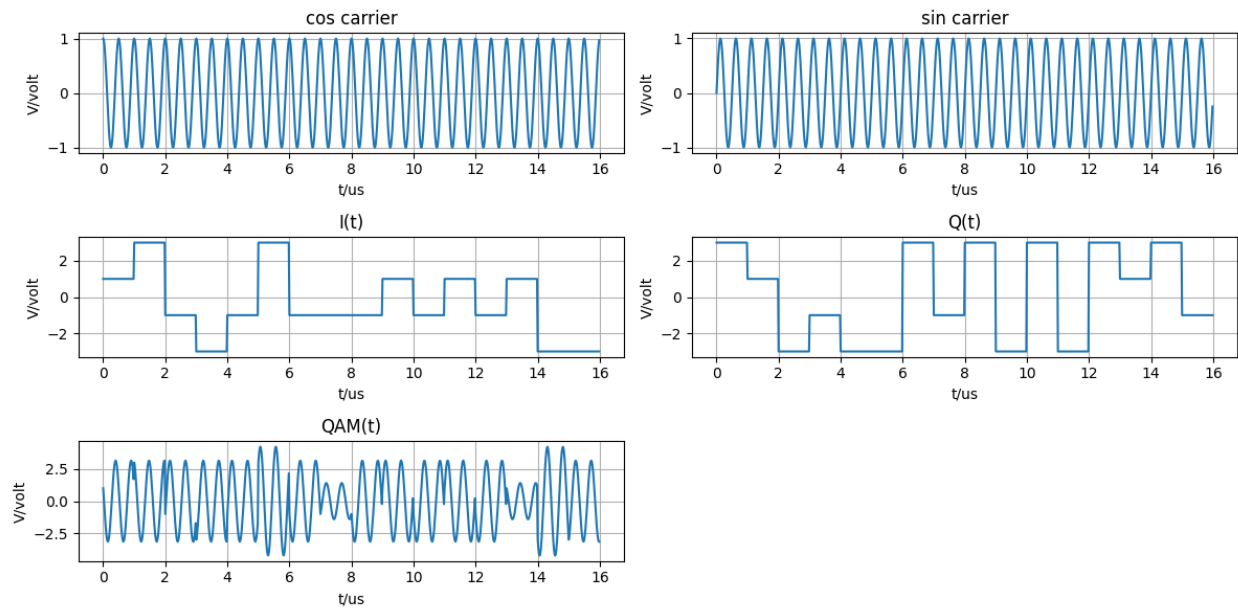 cos carrier
1
0
−1
V/volt
0 2 4 6 8 10 12 14 16
t/us
sin carrier
1
0
−1
V/volt
0 2 4 6 8 10 12 14 16
t/us
I(t)
2
0
−2
V/volt
0 2 4 6 8 10 12 14 16
t/us
Q(t)
2
0
−2
V/volt
0 2 4 6 8 10 12 14 16
t/us
QAM(t)
2.5
0.0
−2.5
V/volt
0 2 4 6 8 10 12 14 16
t/us